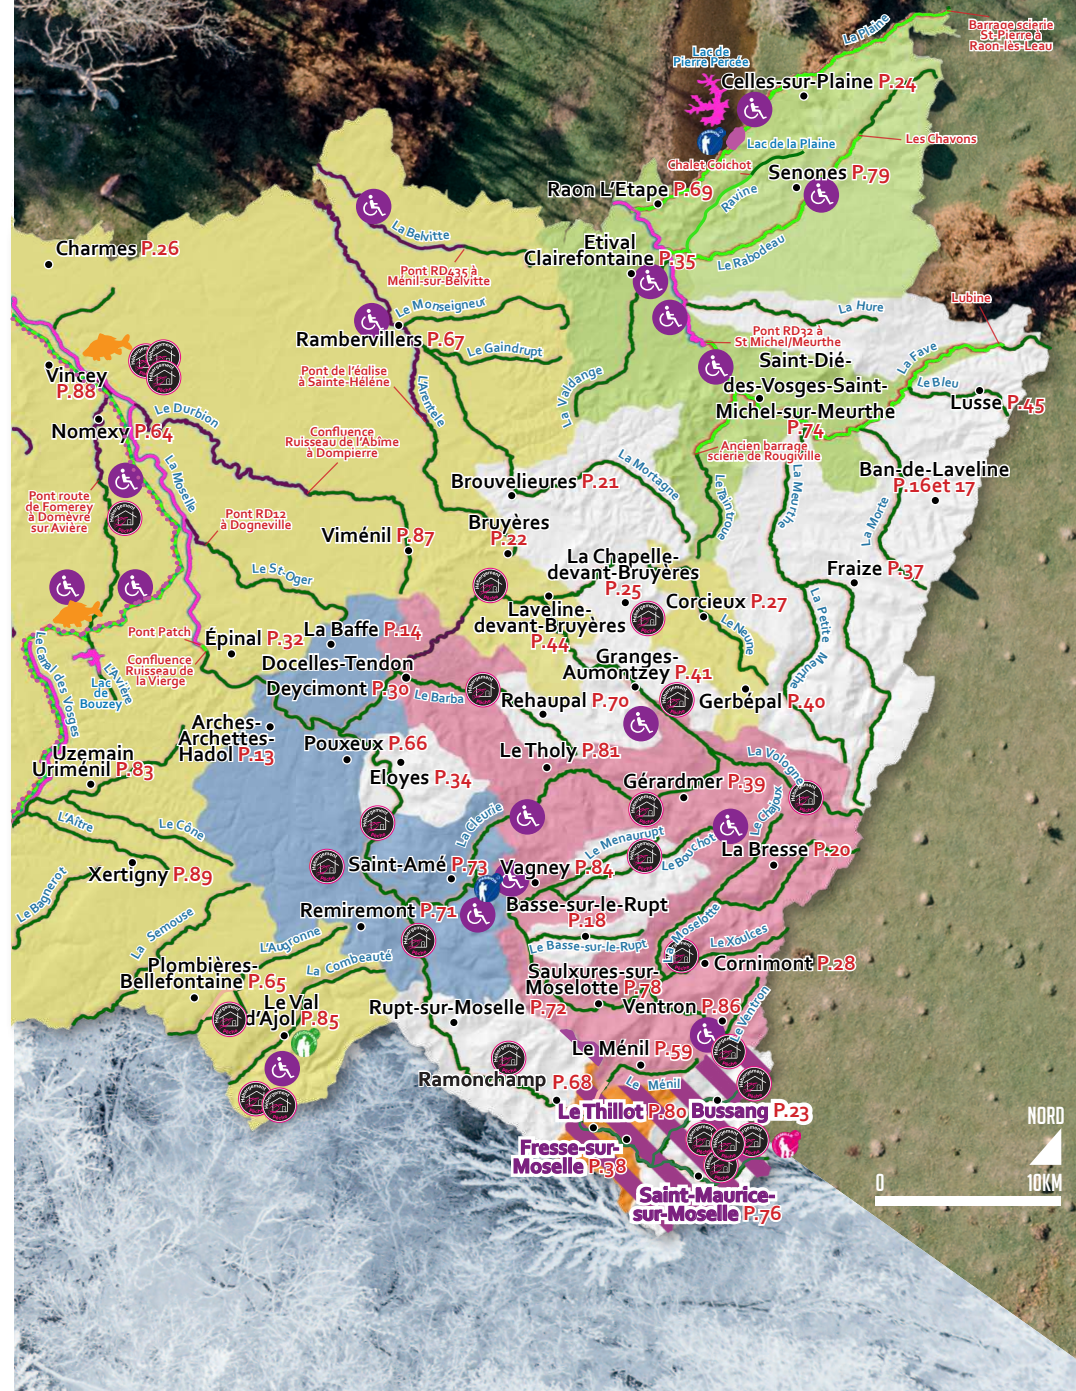 La Plaine
Barrage scierie
St-Pierre à
Raon-lès-Leau
Lac de
Pierre Percée
Celles-sur-Plaine P.24
Les Chavons
Lac de la Plaine
Chalet Coichot
Senones P.79
Raon L'Etape P.69
Ravine
La Belvitte
Etival
Clairefontaine P.35
Le Rabodeau
Charmes P.26
Pont RD435 à
Ménil-sur-Belvitte
Lubine
Le Monseigneur
La Hure
Rambervillers P.67
Pont RD32 à
St Michel/Meurthe
Le Gaindrupt
La Fave
Saint-Dié-
des-Vosges-Saint-
Michel-sur-Meurthe
P.74
Le Bleu
Lusse P.45
Vincey
P.88
Pont de l'église
à Sainte-Hélène
L'Arentele
La Valdange
Le Durbion
Nomexy P.64
Confluence
Ruisseau de l'Abîme
à Dompierre
Ancien barrage
scierie de Rougiville
La Moselle
La Mortagne
Ban-de-Laveline
P.16et 17
Brouvelieures P.21
Le Taintroue
La Meurthe
La Morte
Pont route
de Fomerey
à Domèvre
sur Avière
Pont RD12
à Dogneville
Viménil P.87
Bruyères
P.22
La Chapelle-
devant-Bruyères
P.25
Fraize P.37
Le St-Oger
Laveline-
devant-Bruyères
P.44
Corcieux P.27
La Petite
Meurthe
Le Neune
Pont Patch
Épinal P.32
La Baffe P.14
Le Canal des Vosges
Confluence
Ruisseau de
la Vierge
L'Avière
Lac
de
Bouzey
Docelles-Tendon
Deycimont P.30
Granges-
Aumontzey P.41
Le Barba
Rehaupal P.70
Gerbépal P.40
Arches-
Archettes-
Hadol P.13
Pouxeux P.66
Le Tholy P.81
La Vologne
Uzemain
Uriménil P.83
Eloyes P.34
Gérardmer P.39
L'Aître
Le Cône
La Cleurie
Le Menaurupt
Le Bouchot
Le Chajoux
La Bresse P.20
Xertigny P.89
Saint-Amé P.73
Vagney P.84
Le Bagnerot
Remiremont P.71
Basse-sur-le-Rupt
P.18
La Semouse
L'Augronne
Le Basse-sur-le-Rupt
La Moselotte
Le Xoulces
La Combeauté
Plombières-
Bellefontaine P.65
Cornimont P.28
Saulxures-sur-
Moselotte P.78
Le Val
d'Ajol P.85
Rupt-sur-Moselle P.72
Ventron P.86
Le Ventron
Le Ménil P.59
Ramonchamp P.68
Le Ménil
Le Thillot P.80
Bussang P.23
Fresse-sur-
Moselle P.38
Saint-Maurice-
sur-Moselle P.76
NORD
0 10KM